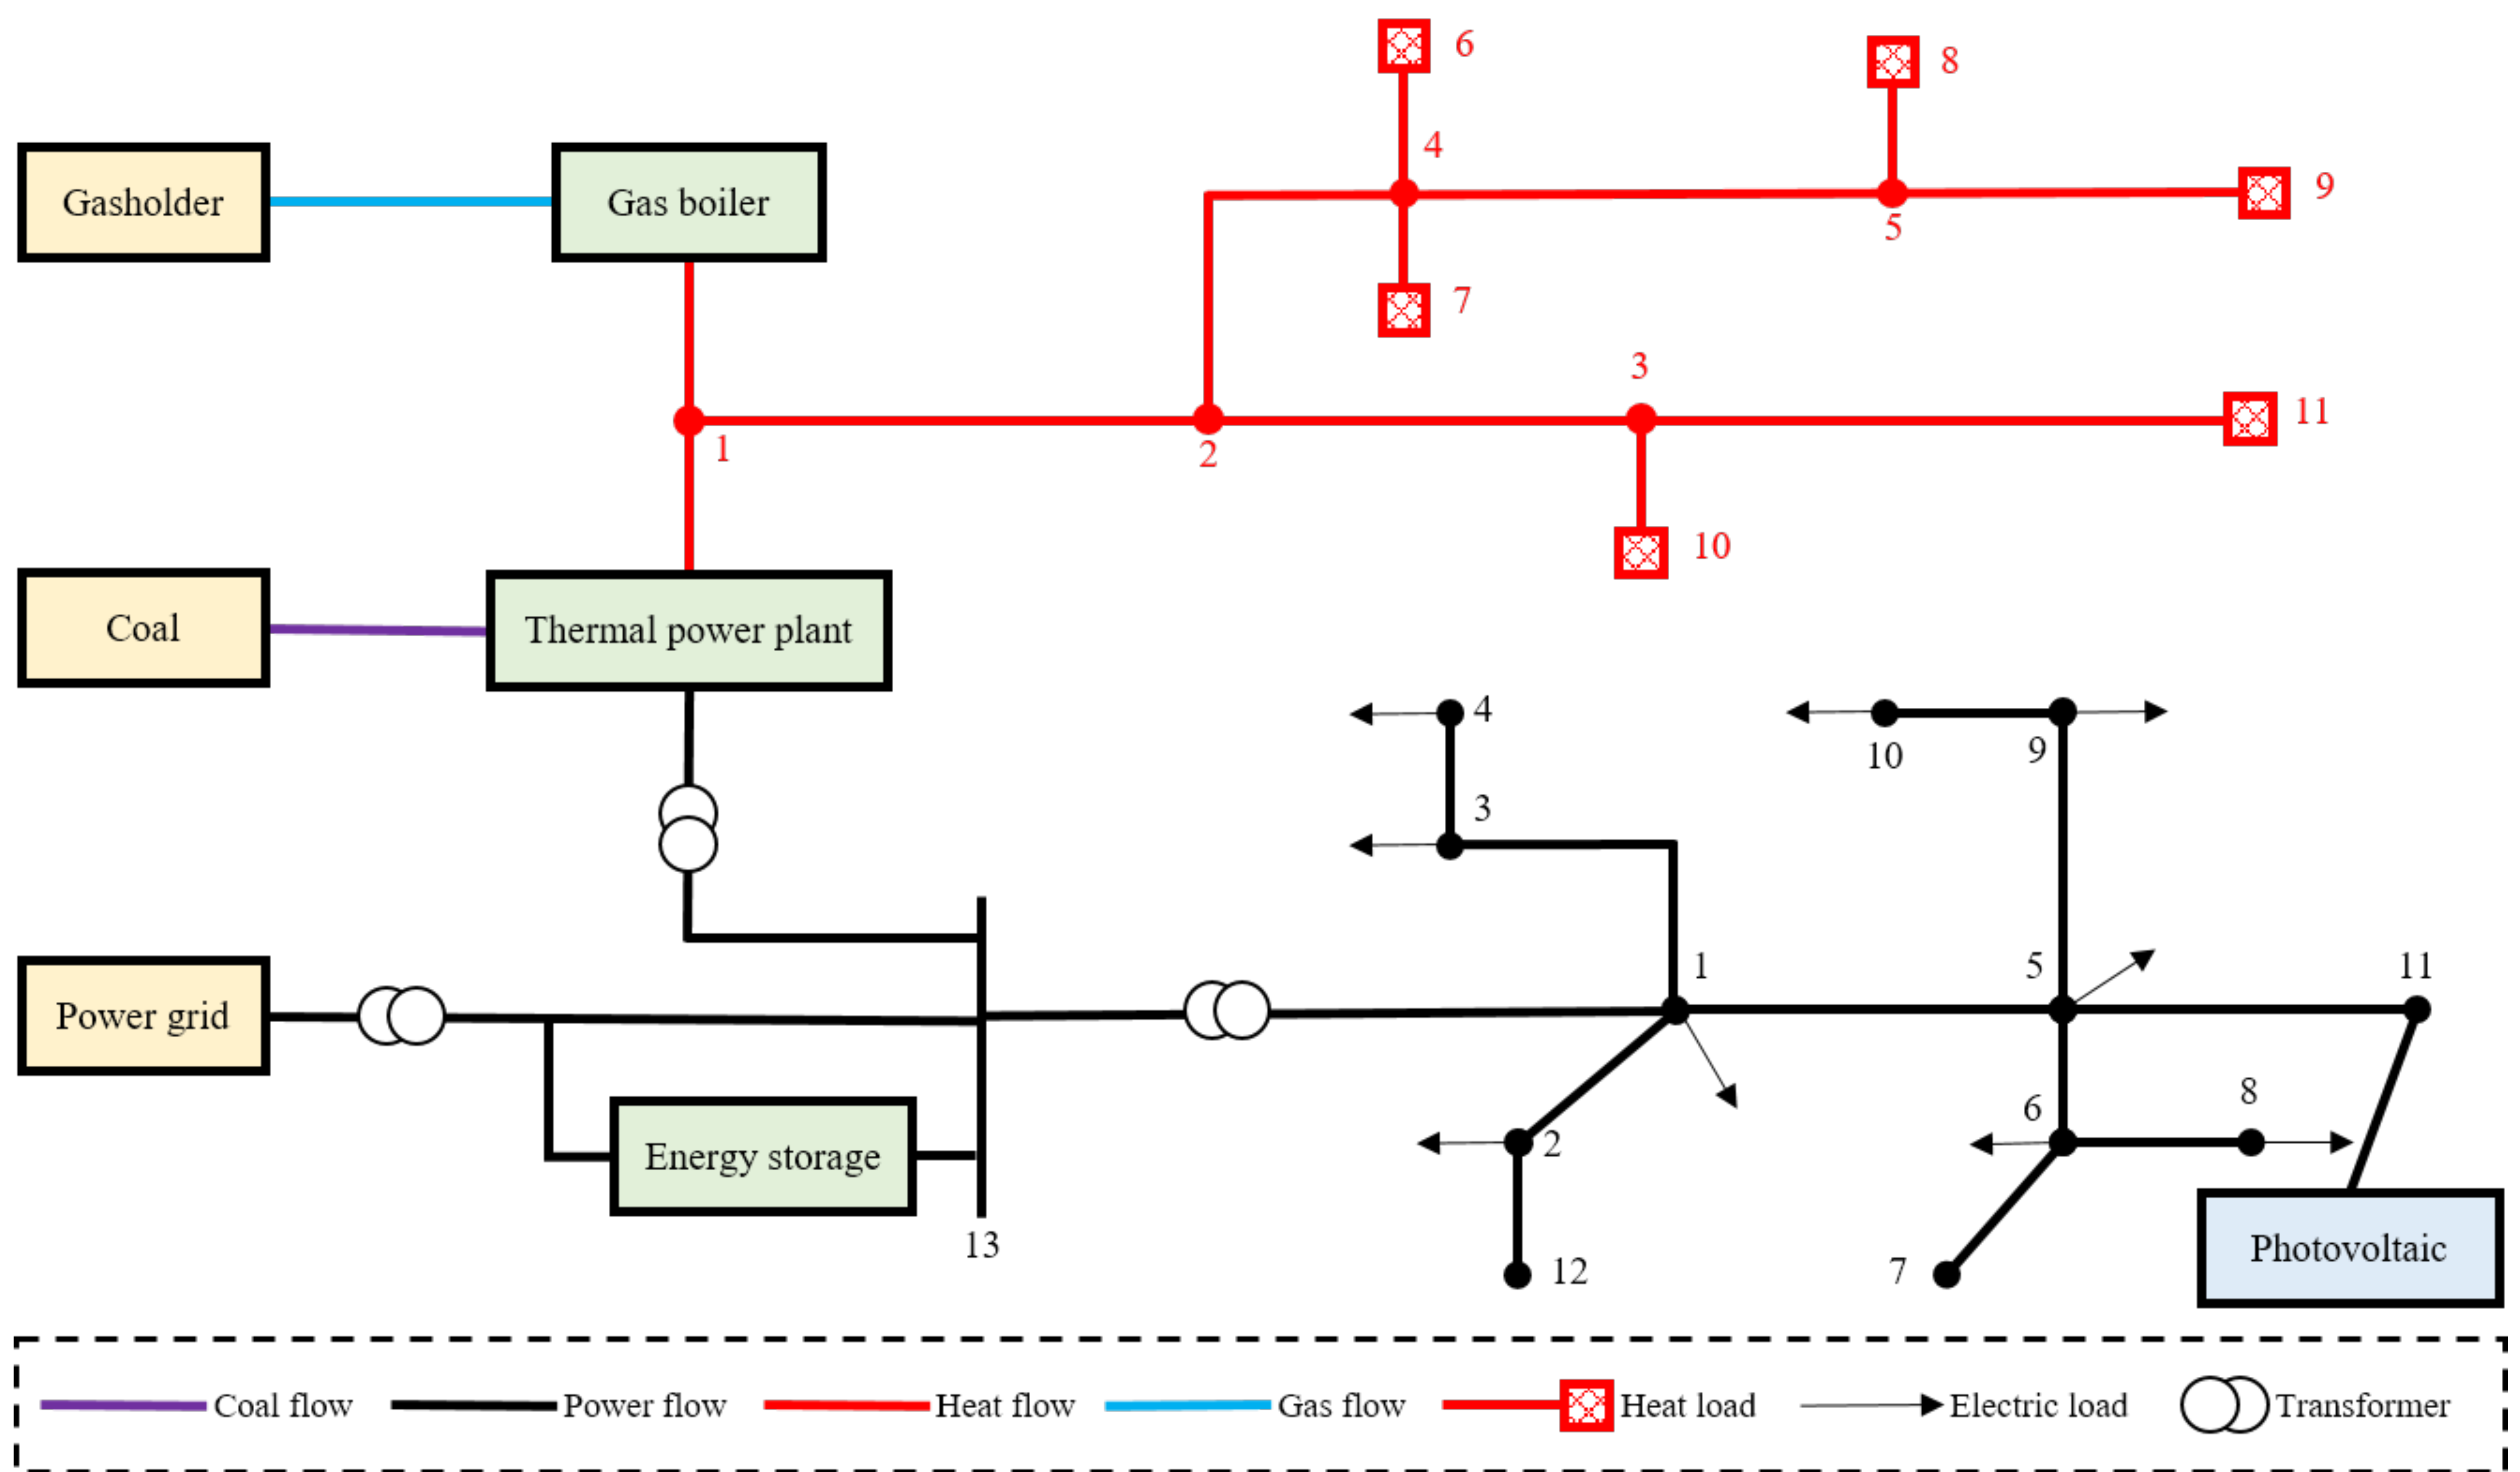 6
8
4
Gasholder
Gas boiler
9
5
7
3
11
1
2
10
Coal
Thermal power plant
4
10
9
3
1
5
11
Power grid
6
8
2
Energy storage
13
12
7
Photovoltaic
Coal flow
Power flow
Heat flow
Gas flow
Heat load
Electric load
Transformer